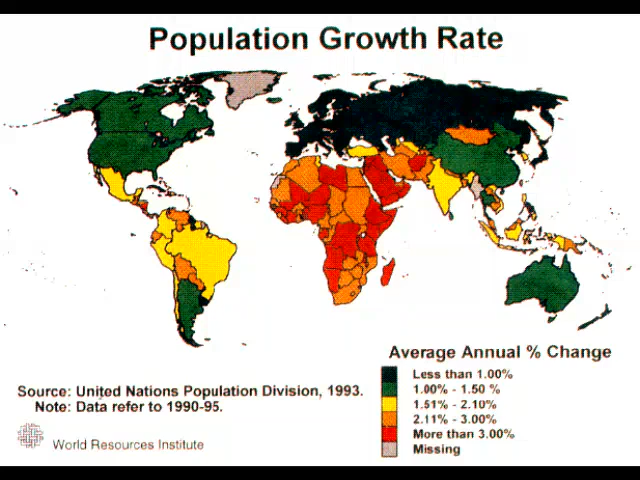 Population Growth Rate
Average Annual % Change
Less than 1.00%
1.00% - 1.50 %
1.51% - 2.10%
2.11% - 3.00%
More than 3.00%
Missing
Source: United Nations Population Division, 1993.
Note: Data refer to 1990-95.
World Resources Institute